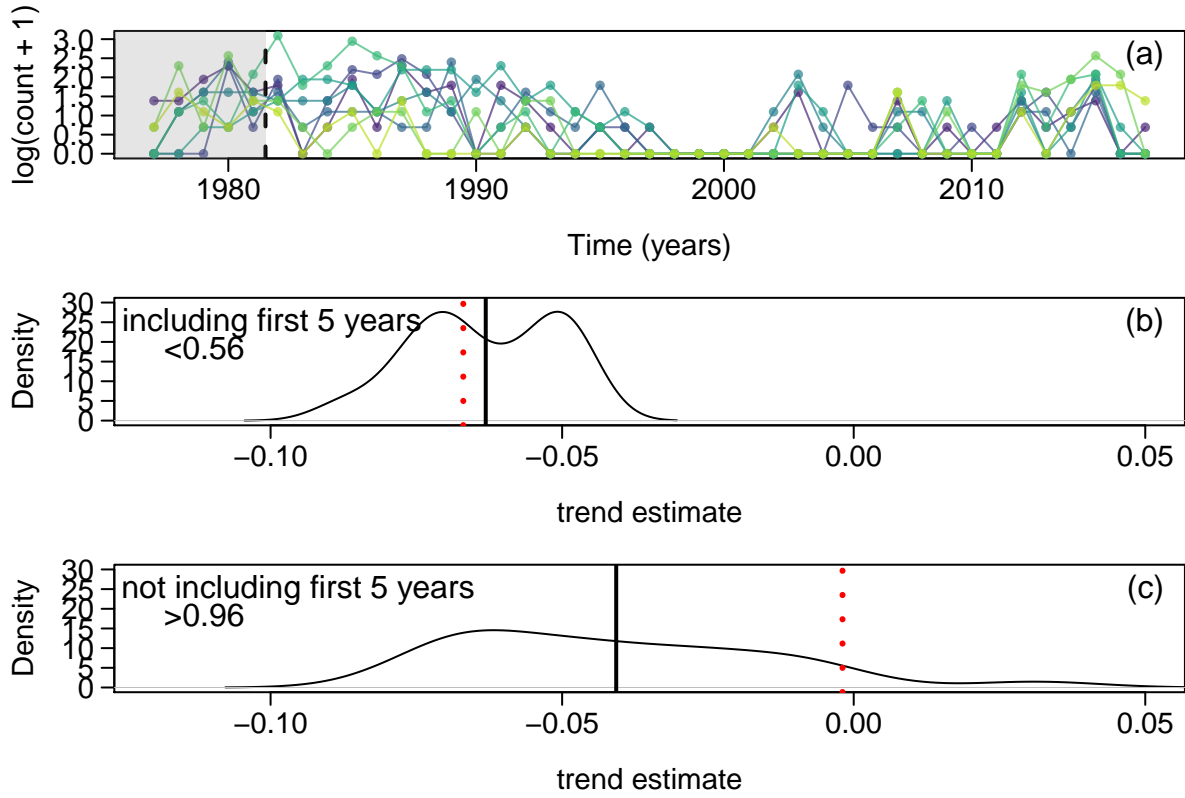 (a)
log(count + 1)
3.0
2.5
2.0
1.5
1.0
0.5
0.0
1980 1990 2000 2010
Time (years)
(b)
including first 5 years
<0.56
Density
30
25
20
15
10
5
0
−0.10 −0.05 0.00 0.05
trend estimate
(c)
not including first 5 years
>0.96
Density
30
25
20
15
10
5
0
−0.10 −0.05 0.00 0.05
trend estimate